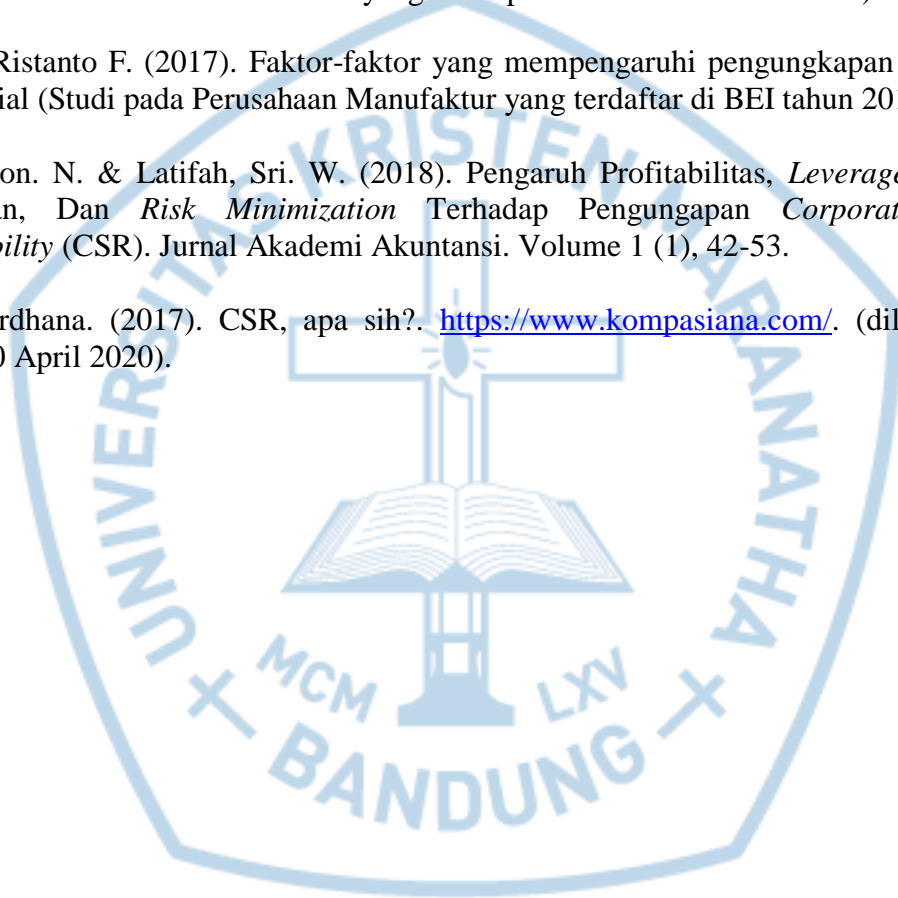 Ristanto F. (2017). Faktor-faktor yang mempengaruhi pengungkapan
ial (Studi pada Perusahaan Manufaktur yang terdaftar di BEI tahun 201
on. N. & Latifah, Sri. W. (2018). Pengaruh Profitabilitas, Leverage
an, Dan Risk Minimization Terhadap Pengungapan Corporat
bility (CSR). Jurnal Akademi Akuntansi. Volume 1 (1), 42-53.
rdhana. (2017). CSR, apa sih?. https://www.kompasiana.com/. (dil
0 April 2020).
UNIVERSITAS KRISTEN MARANATHA
MCM LXV
BANDUNG